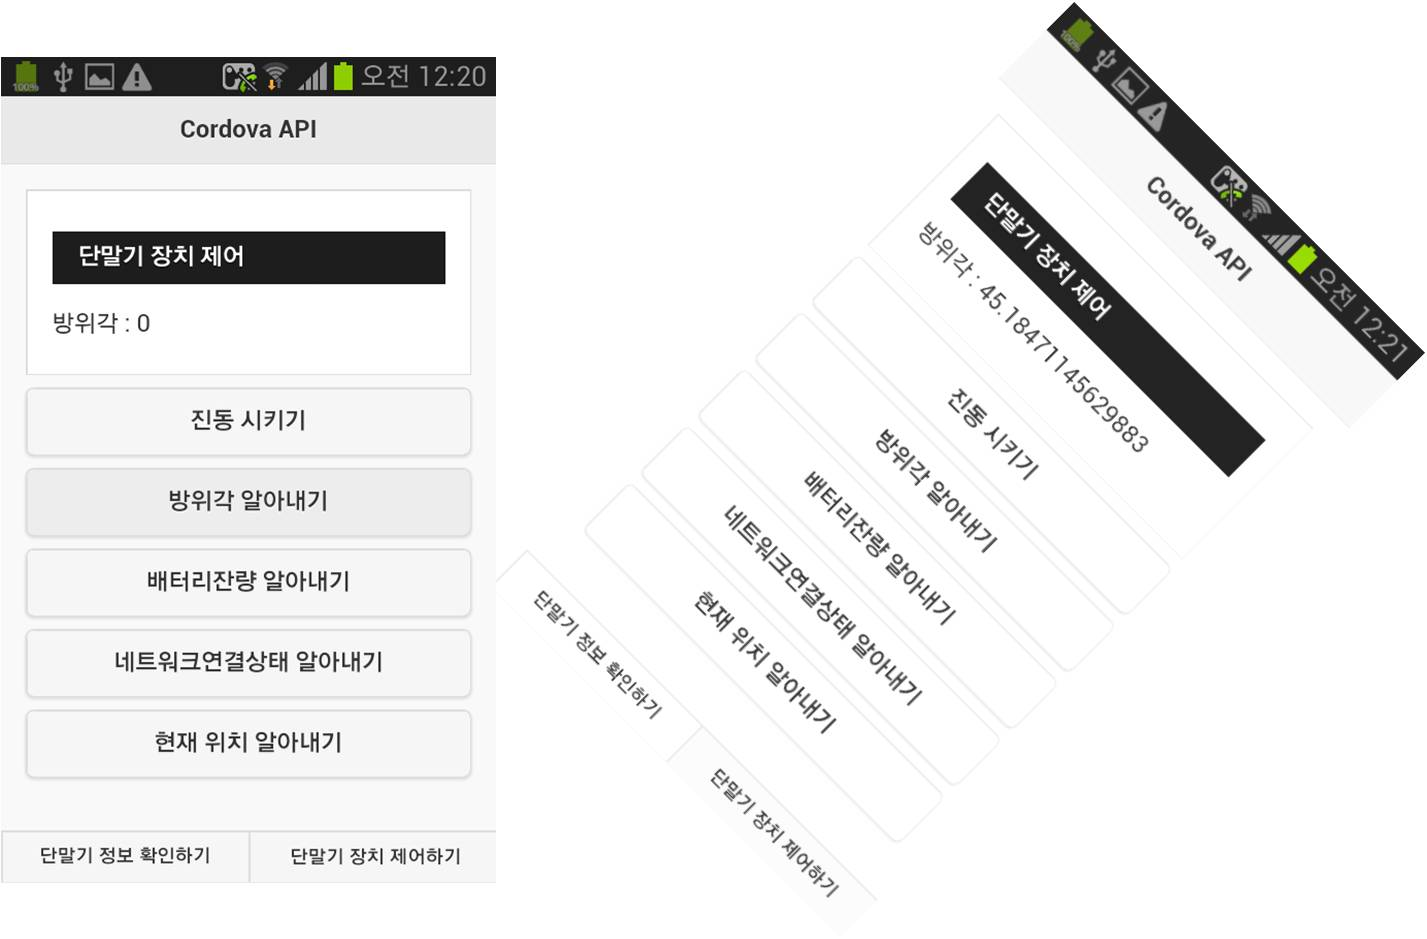 100%
오전 12:20
Cordova API
단말기 장치 제어
방위각 : 0
진동 시키기
방위각 알아내기
배터리잔량 알아내기
네트워크연결상태 알아내기
현재 위치 알아내기
단말기 정보 확인하기
단말기 장치 제어하기
100%
오전 12:21
Cordova API
단말기 장치 제어
방위각 : 45.18471145629883
진동 시키기
방위각 알아내기
배터리잔량 알아내기
네트워크연결상태 알아내기
현재 위치 알아내기
단말기 정보 확인하기
단말기 장치 제어하기